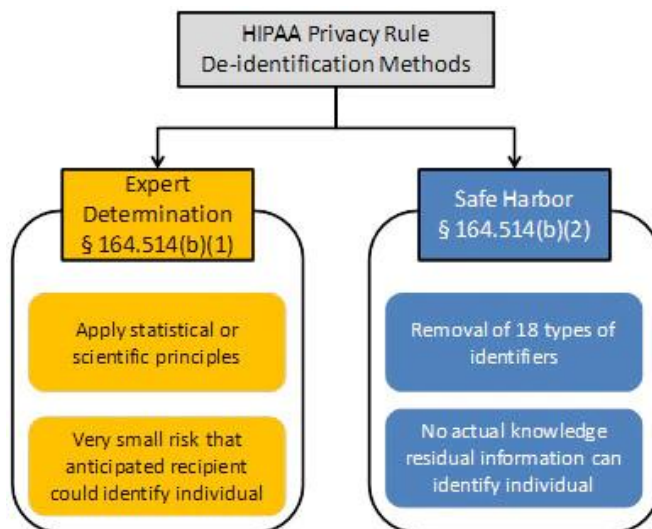 HIPAA Privacy Rule
De-identification Methods
Expert
Determination
§ 164.514(b)(1)
Apply statistical or
scientific principles
Very small risk that
anticipated recipient
could identify individual
Safe Harbor
§ 164.514(b)(2)
Removal of 18 types of
identifiers
No actual knowledge
residual information can
identify individual